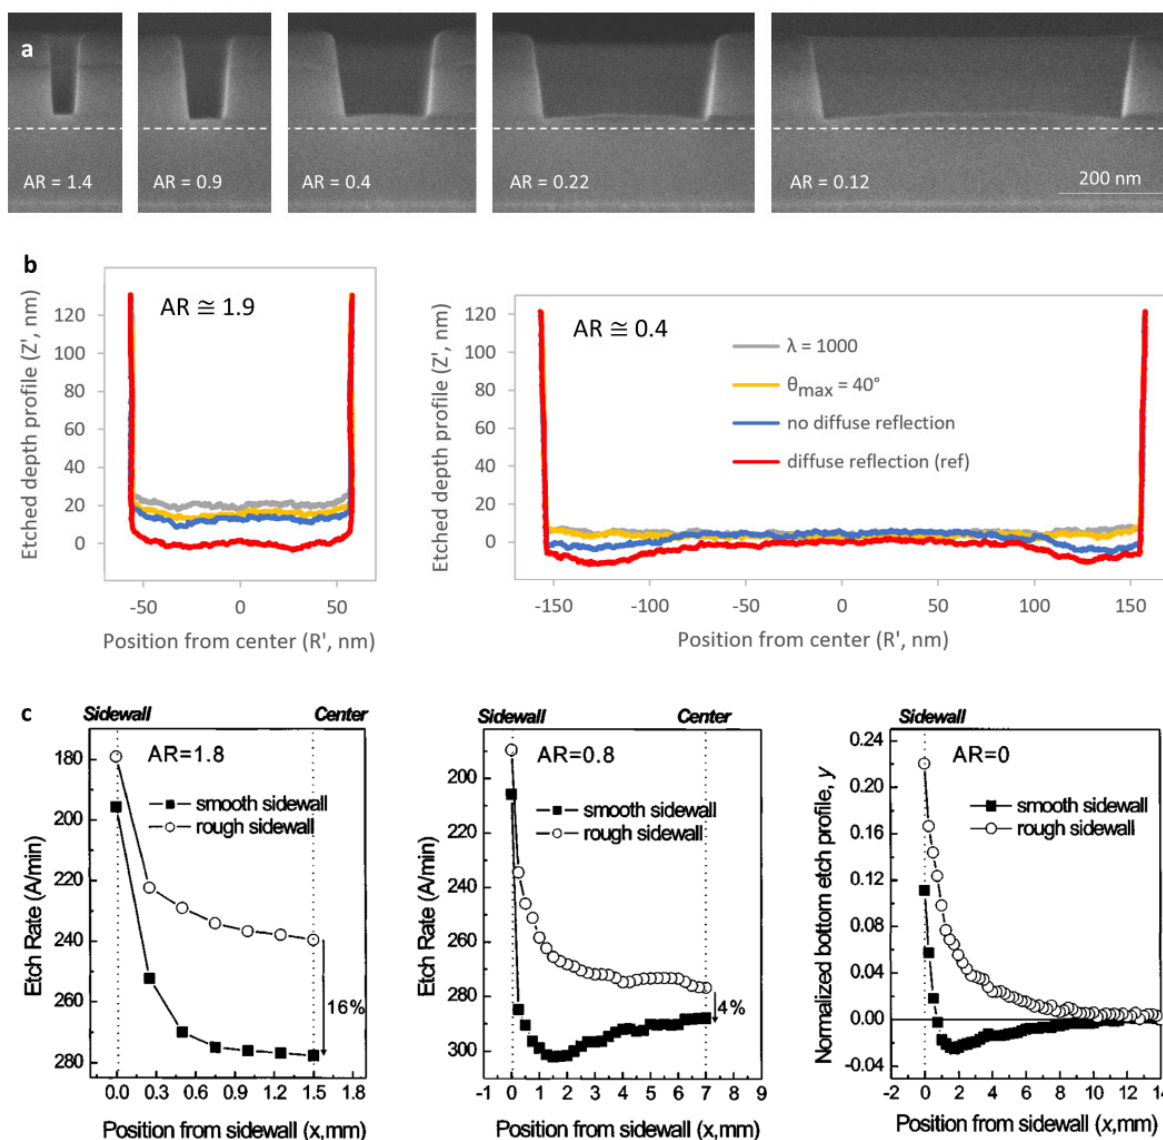 a
AR = 1.4
AR = 0.9
AR = 0.4
AR = 0.22
AR = 0.12
200 nm
b
Etched depth profile (Z', nm)
120
100
80
60
40
20
0
AR ≅ 1.9
-50
0
50
Position from center (R', nm)
Etched depth profile (Z', nm)
120
100
80
60
40
20
0
AR ≅ 0.4
λ = 1000
θmax = 40°
no diffuse reflection
diffuse reflection (ref)
-150
-100
-50
0
50
100
150
Position from center (R', nm)
c
Sidewall
Center
AR=1.8
smooth sidewall
rough sidewall
Etch Rate (A/min)
180
200
220
240
260
280
16%
0.0
0.3
0.6
0.9
1.2
1.5
1.8
Position from sidewall (x,mm)
Sidewall
Center
AR=0.8
smooth sidewall
rough sidewall
Etch Rate (A/min)
200
220
240
260
280
300
4%
-1
0
1
2
3
4
5
6
7
8
9
Position from sidewall (x,mm)
Sidewall
AR=0
smooth sidewall
rough sidewall
Normalized bottom etch profile, y
0.24
0.20
0.16
0.12
0.08
0.04
0.00
-0.04
-2
0
2
4
6
8
10
12
14
Position from sidewall (x,mm)